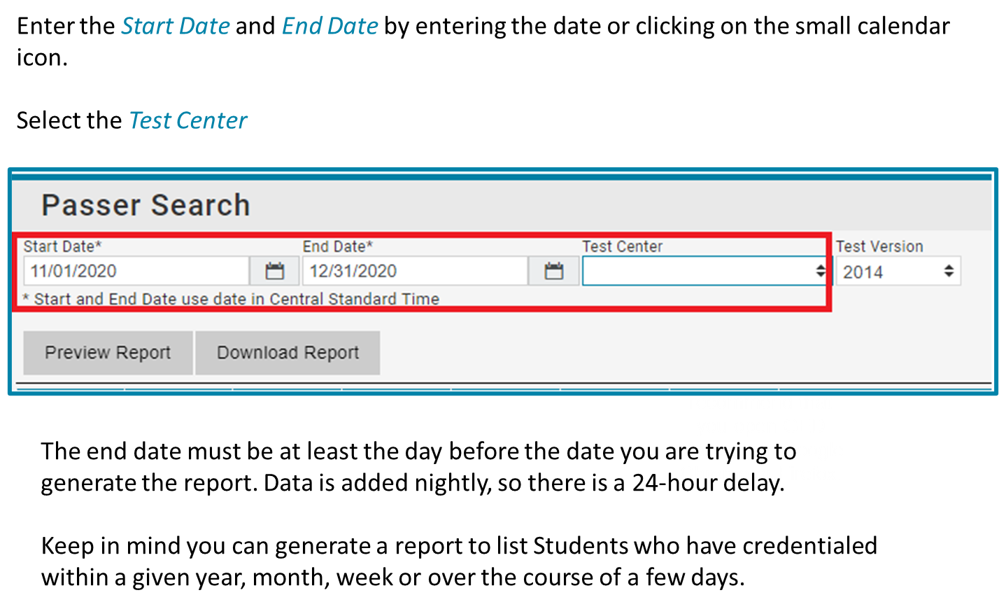 Enter the Start Date and End Date by entering the date or clicking on the small calendar
icon.
Select the Test Center
Passer Search
Start Date* End Date* Test Center Test Version
11/01/2020 12/31/2020 2014
* Start and End Date use date in Central Standard Time
Preview Report Download Report
The end date must be at least the day before the date you are trying to
generate the report. Data is added nightly, so there is a 24-hour delay.
Keep in mind you can generate a report to list Students who have credentialed
within a given year, month, week or over the course of a few days.